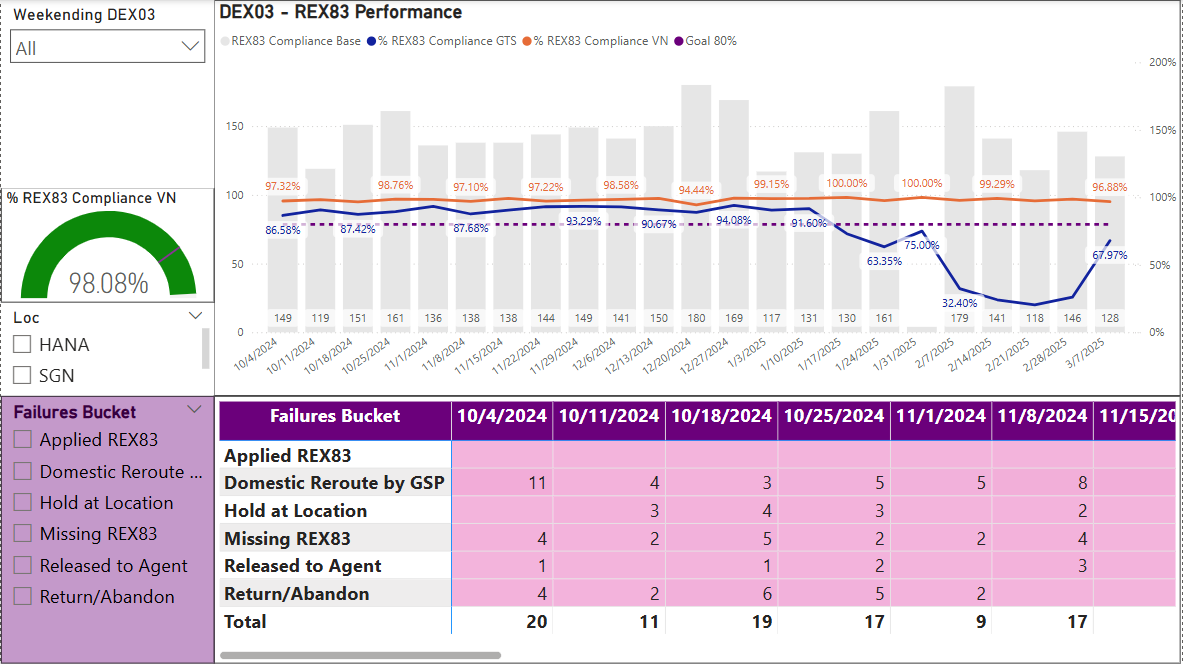 Weekending DEX03
All
% REX83 Compliance VN
98.08%
Loc
HANA
SGN
Failures Bucket
Applied REX83
Domestic Reroute ...
Hold at Location
Missing REX83
Released to Agent
Return/Abandon
DEX03 - REX83 Performance
REX83 Compliance Base % REX83 Compliance GTS % REX83 Compliance VN Goal 80%
200%
150 150%
100 100%
50 50%
0 0%
97.32% 98.76% 97.10% 97.22% 98.58% 94.44% 99.15% 100.00% 100.00% 99.29% 96.88%
86.58% 87.42% 87.68% 93.29% 90.67% 94.08% 91.60% 63.35% 75.00% 32.40% 67.97%
149 119 151 161 136 138 138 144 149 141 150 180 169 117 131 130 161 179 141 118 146 128
10/4/2024 10/11/2024 10/18/2024 10/25/2024 11/1/2024 11/8/2024 11/15/2024 11/22/2024 11/29/2024 12/6/2024 12/13/2024 12/20/2024 12/27/2024 1/3/2025 1/10/2025 1/17/2025 1/24/2025 1/31/2025 2/7/2025 2/14/2025 2/21/2025 2/28/2025 3/7/2025
Failures Bucket 10/4/2024 10/11/2024 10/18/2024 10/25/2024 11/1/2024 11/8/2024 11/15/20
Applied REX83
Domestic Reroute by GSP 11 4 3 5 5 8
Hold at Location 3 4 3 2
Missing REX83 4 2 5 2 2 4
Released to Agent 1 1 2 3
Return/Abandon 4 2 6 5 2
Total 20 11 19 17 9 17